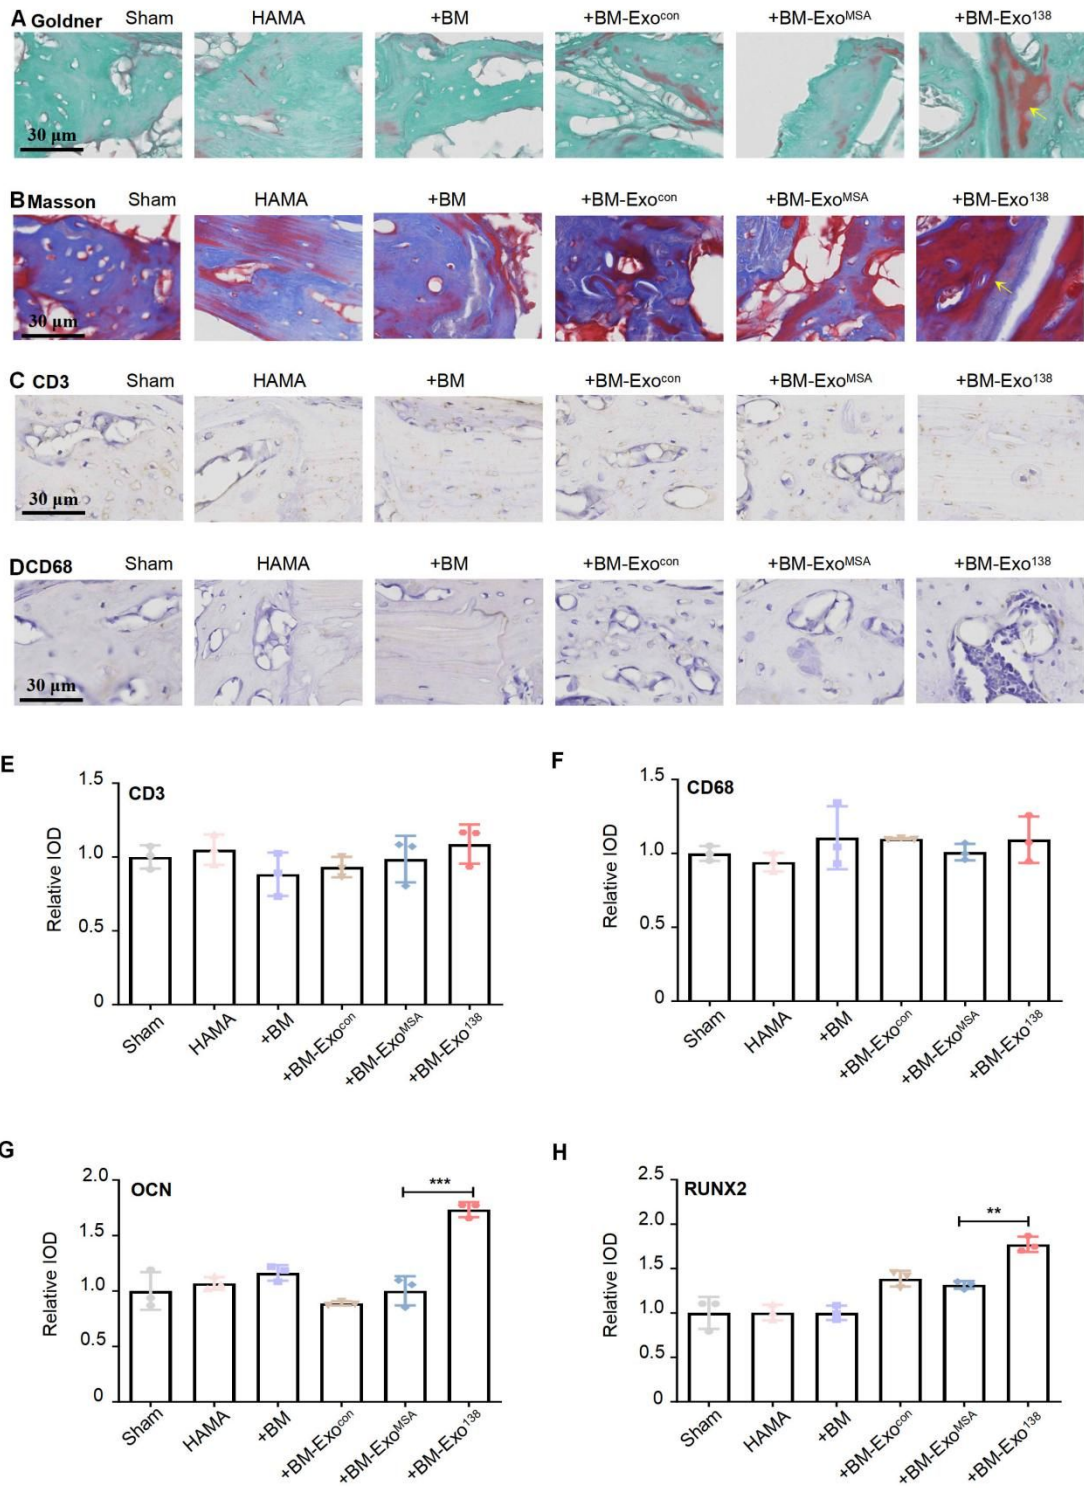 A Goldner Sham HAMA +BM +BM-Exo^con +BM-Exo^MSA +BM-Exo^138
30 µm
B Masson Sham HAMA +BM +BM-Exo^con +BM-Exo^MSA +BM-Exo^138
30 µm
C CD3 Sham HAMA +BM +BM-Exo^con +BM-Exo^MSA +BM-Exo^138
30 µm
D CD68 Sham HAMA +BM +BM-Exo^con +BM-Exo^MSA +BM-Exo^138
30 µm
E
CD3
Relative IOD
1.5
1.0
0.5
0
Sham HAMA +BM +BM-Exo^con +BM-Exo^MSA +BM-Exo^138
F
CD68
Relative IOD
1.5
1.0
0.5
0
Sham HAMA +BM +BM-Exo^con +BM-Exo^MSA +BM-Exo^138
G
OCN
***
Relative IOD
2.0
1.5
1.0
0.5
0
Sham HAMA +BM +BM-Exo^con +BM-Exo^MSA +BM-Exo^138
H
RUNX2
**
Relative IOD
2.5
2.0
1.5
1.0
0.5
0
Sham HAMA +BM +BM-Exo^con +BM-Exo^MSA +BM-Exo^138